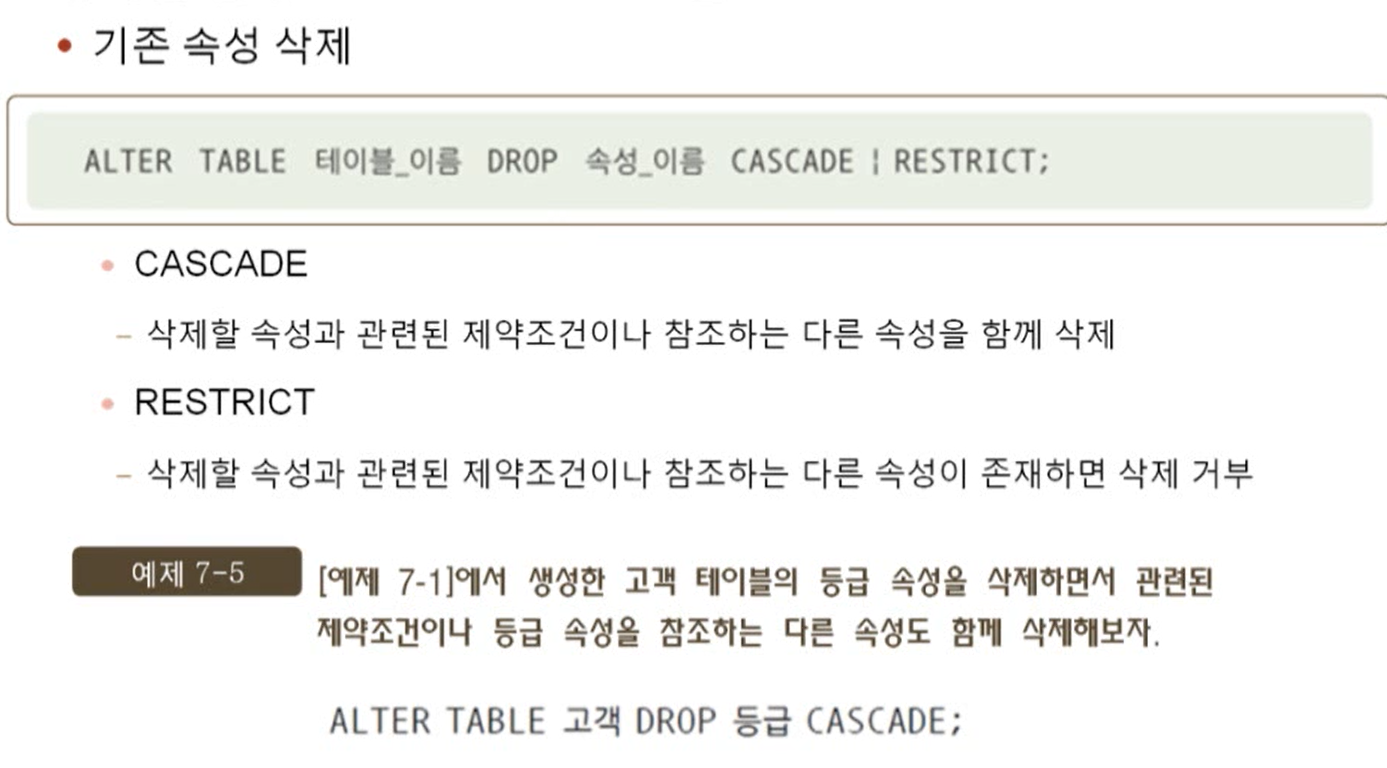 • 기존 속성 삭제
ALTER TABLE 테이블_이름 DROP 속성_이름 CASCADE | RESTRICT;
• CASCADE
– 삭제할 속성과 관련된 제약조건이나 참조하는 다른 속성을 함께 삭제
• RESTRICT
– 삭제할 속성과 관련된 제약조건이나 참조하는 다른 속성이 존재하면 삭제 거부
예제 7-5 [예제 7-1]에서 생성한 고객 테이블의 등급 속성을 삭제하면서 관련된
제약조건이나 등급 속성을 참조하는 다른 속성도 함께 삭제해보자.
ALTER TABLE 고객 DROP 등급 CASCADE;